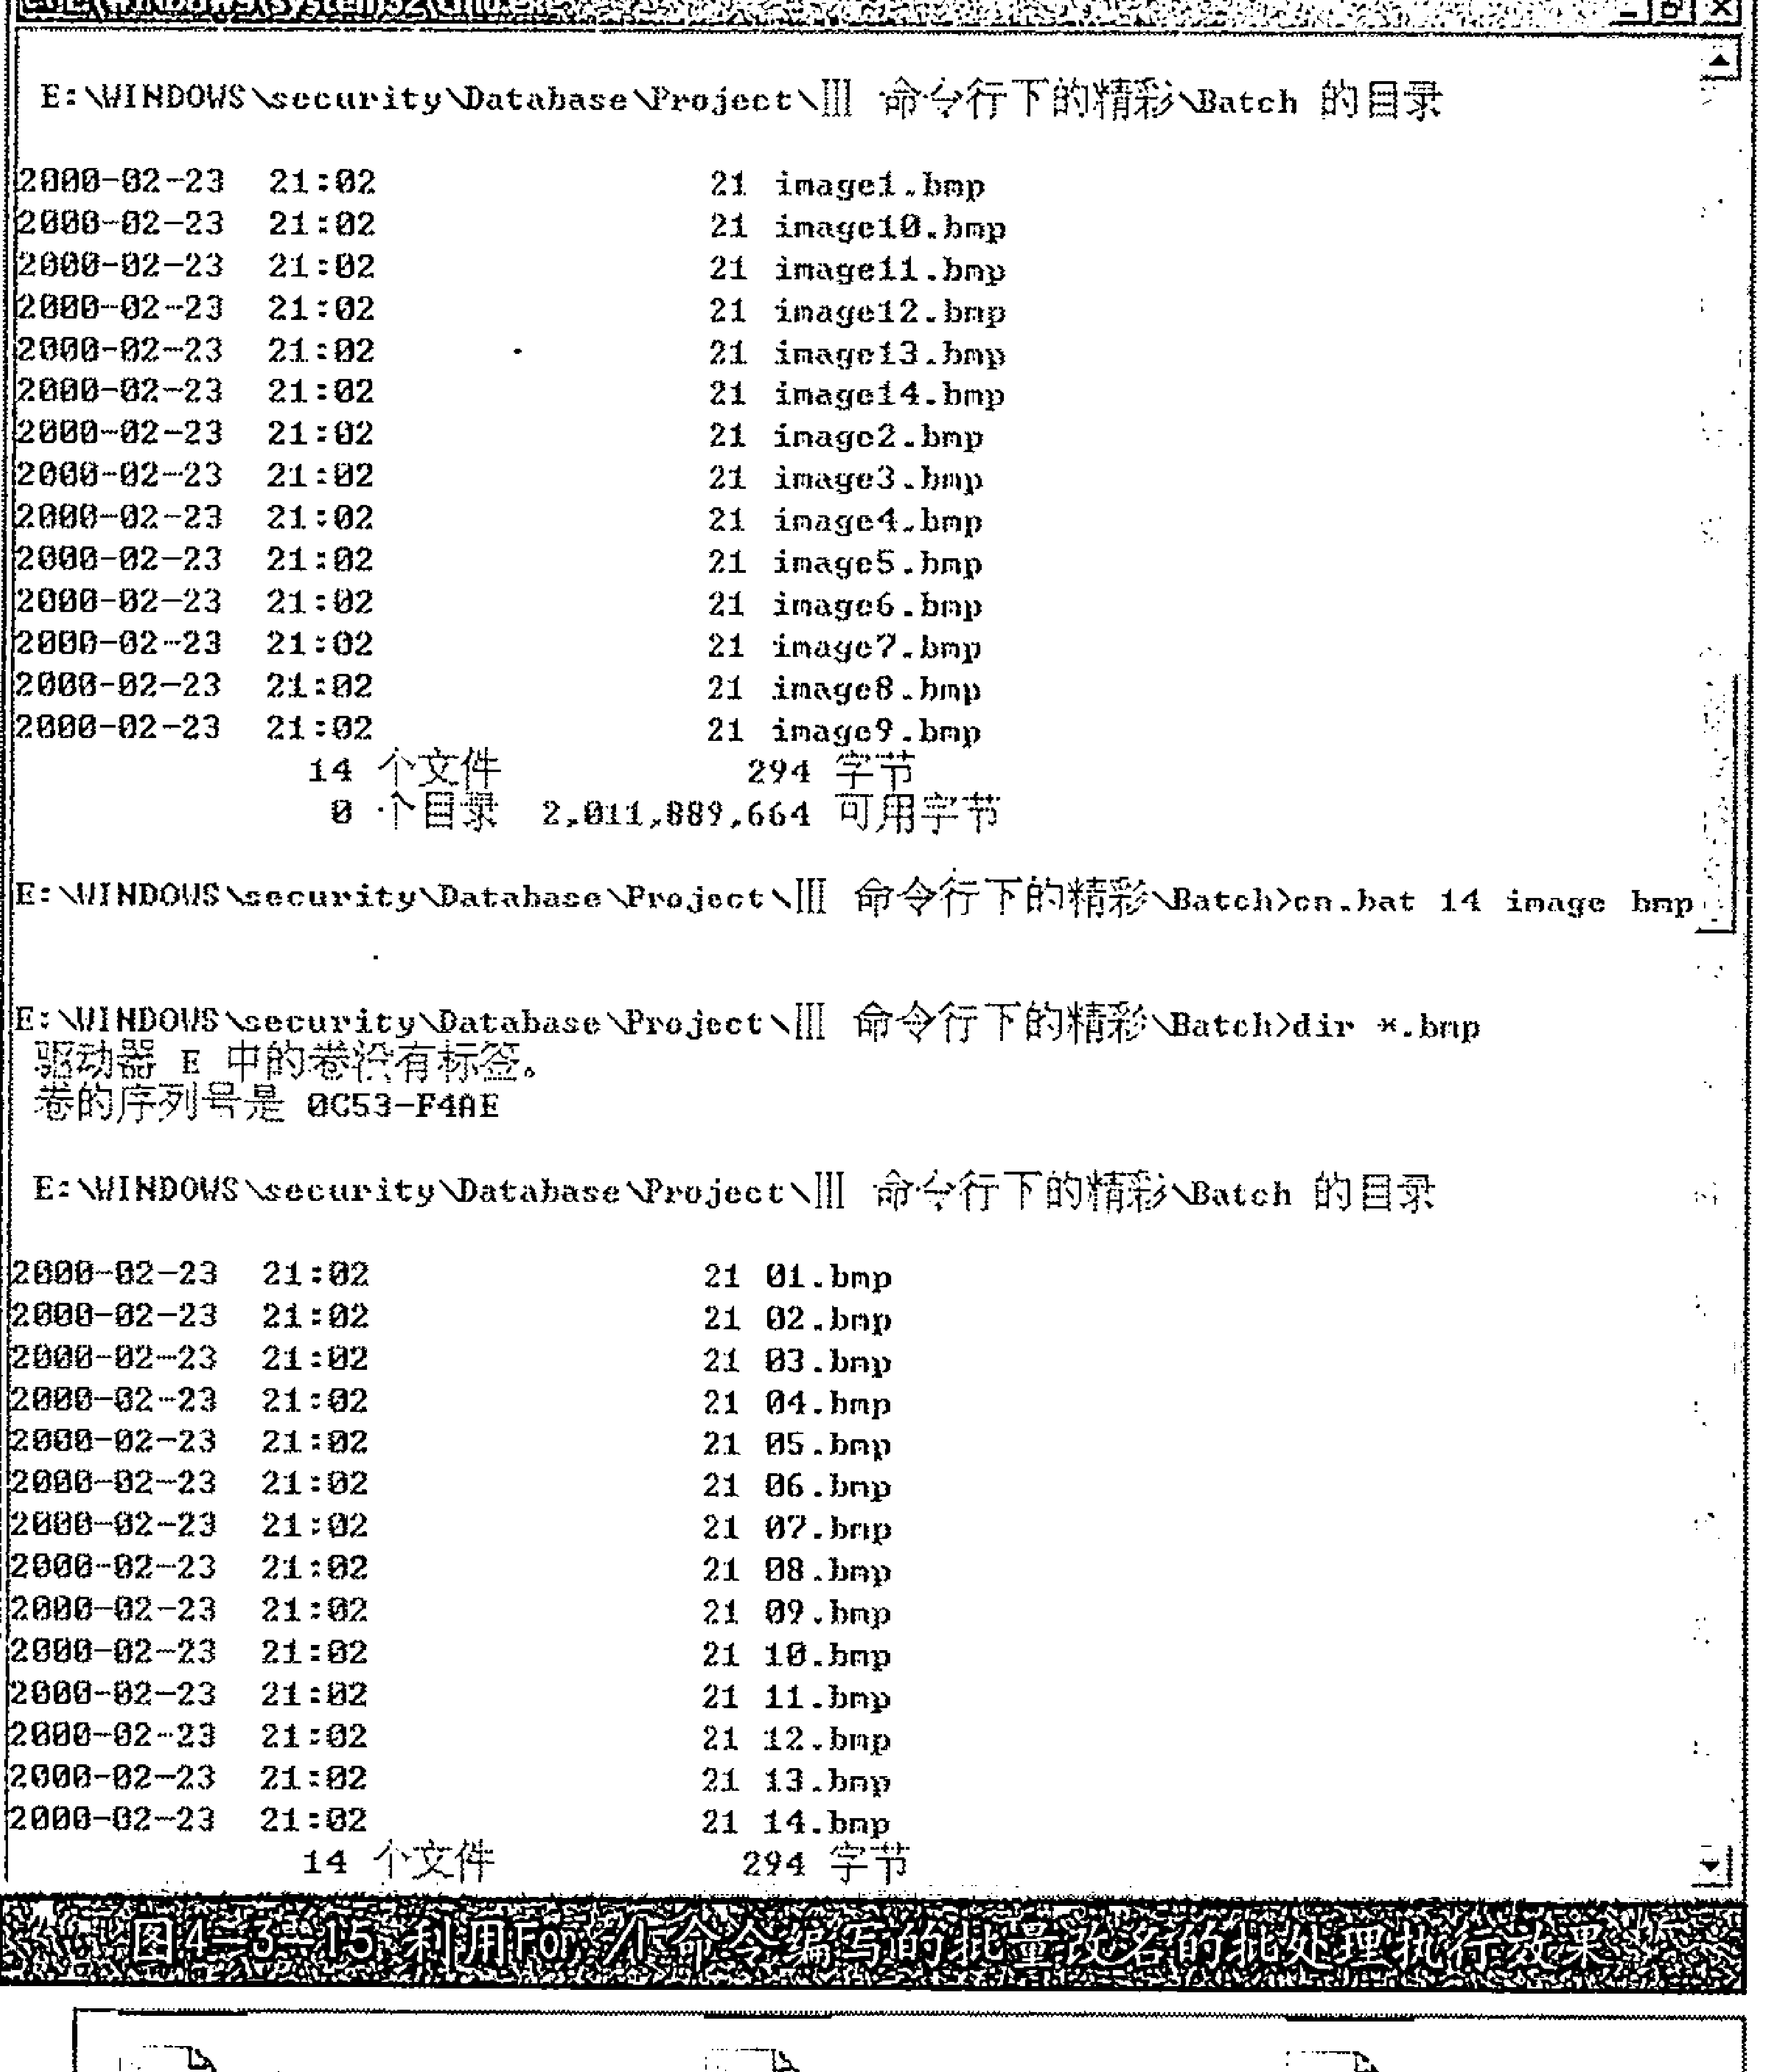 E:\WINDOWS\system32\cmd.exe
E:\WINDOWS\security\Database\Project\III 命令行下的精彩\Batch 的目录
2000-02-23 21:02 21 image1.bmp
2000-02-23 21:02 21 image10.bmp
2000-02-23 21:02 21 image11.bmp
2000-02-23 21:02 21 image12.bmp
2000-02-23 21:02 21 image13.bmp
2000-02-23 21:02 21 image14.bmp
2000-02-23 21:02 21 image2.bmp
2000-02-23 21:02 21 image3.bmp
2000-02-23 21:02 21 image4.bmp
2000-02-23 21:02 21 image5.bmp
2000-02-23 21:02 21 image6.bmp
2000-02-23 21:02 21 image7.bmp
2000-02-23 21:02 21 image8.bmp
2000-02-23 21:02 21 image9.bmp
14 个文件 294 字节
0 个目录 2,011,889,664 可用字节
E:\WINDOWS\security\Database\Project\III 命令行下的精彩\Batch>cn.bat 14 image bmp
E:\WINDOWS\security\Database\Project\III 命令行下的精彩\Batch>dir *.bmp
驱动器 E 中的卷没有标签。
卷的序列号是 0C53-F4AE
E:\WINDOWS\security\Database\Project\III 命令行下的精彩\Batch 的目录
2000-02-23 21:02 21 01.bmp
2000-02-23 21:02 21 02.bmp
2000-02-23 21:02 21 03.bmp
2000-02-23 21:02 21 04.bmp
2000-02-23 21:02 21 05.bmp
2000-02-23 21:02 21 06.bmp
2000-02-23 21:02 21 07.bmp
2000-02-23 21:02 21 08.bmp
2000-02-23 21:02 21 09.bmp
2000-02-23 21:02 21 10.bmp
2000-02-23 21:02 21 11.bmp
2000-02-23 21:02 21 12.bmp
2000-02-23 21:02 21 13.bmp
2000-02-23 21:02 21 14.bmp
14 个文件 294 字节
图4-3-15 利用For 命令编写的批量改名的批处理执行效果